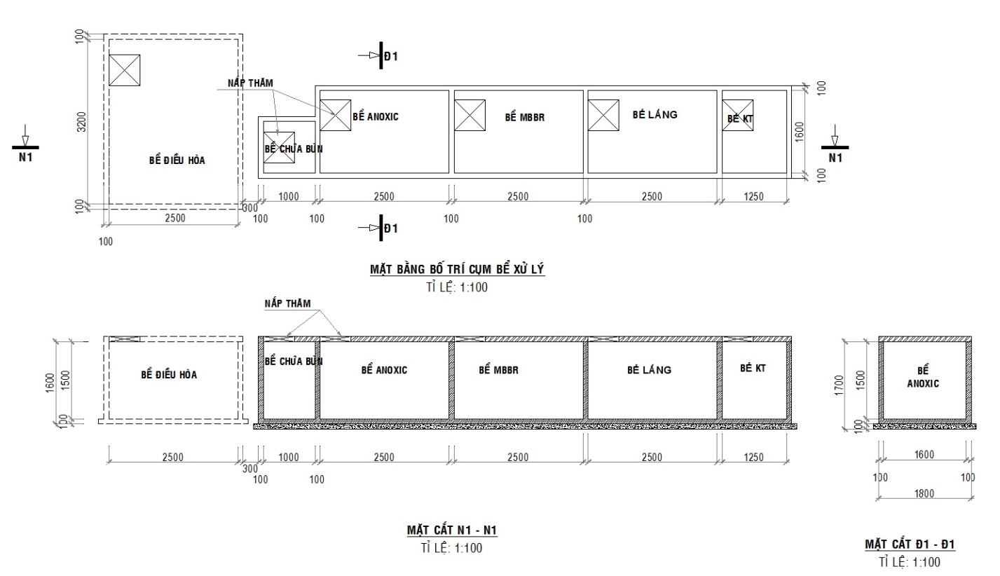 100
3200
100
2500
100
BỂ ĐIỀU HÒA
N1
NẮP THĂM
Đ1
BỂ CHỨA BÙN
BỂ ANOXIC
BỂ MBBR
BỂ LẮNG
BỂ KT
100
1600
100
N1
300
100
1000
100
2500
100
2500
100
2500
1250
Đ1
MẶT BẰNG BỐ TRÍ CỤM BỂ XỬ LÝ
TỈ LỆ: 1:100
NẮP THĂM
1600
1500
100
BỂ ĐIỀU HÒA
BỂ CHỨA BÙN
BỂ ANOXIC
BỂ MBBR
BỂ LẮNG
BỂ KT
2500
300
100
1000
100
2500
2500
2500
1250
MẶT CẮT N1 - N1
TỈ LỆ: 1:100
1700
1500
100
BỂ
ANOXIC
1600
100
100
1800
MẶT CẮT Đ1 - Đ1
TỈ LỆ: 1:100